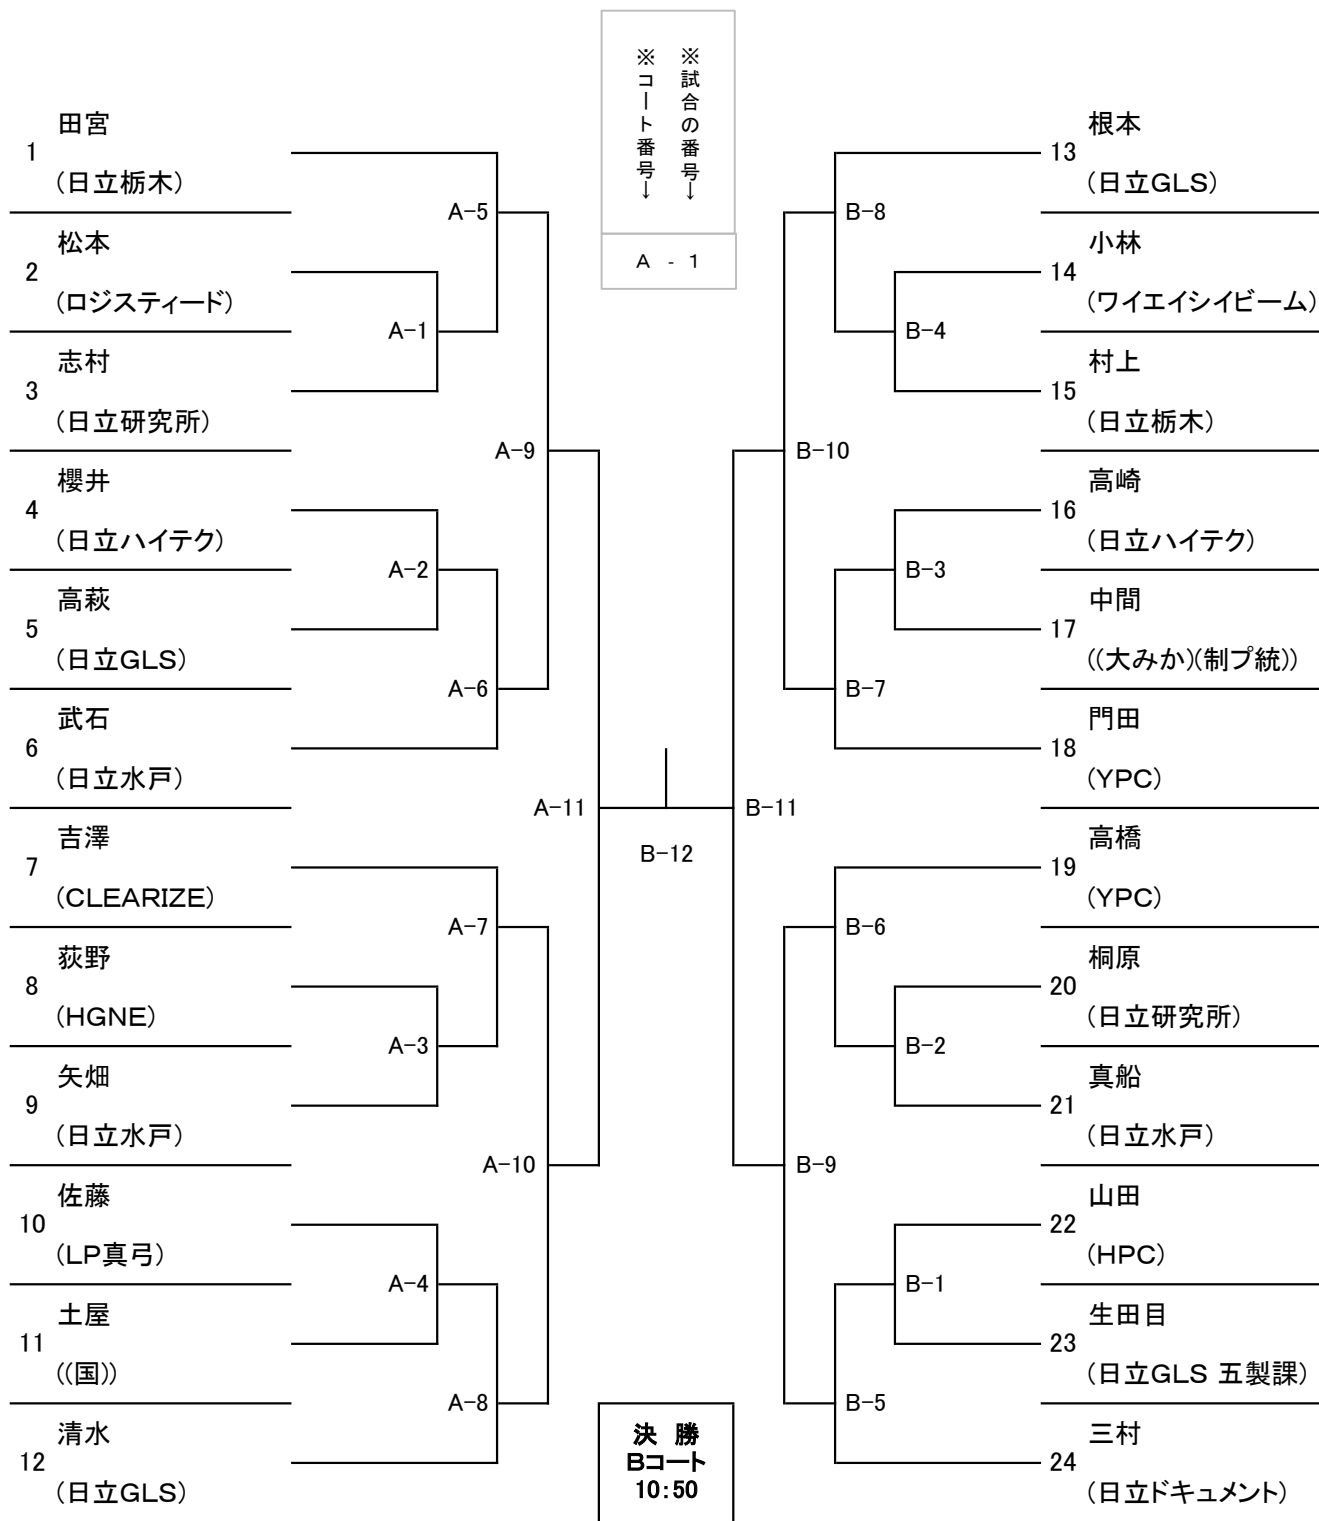 ※試合の番号→
※コート番号→
A - 1
1
田宮
(日立栃木)
2
松本
(ロジスティード)
3
志村
(日立研究所)
4
櫻井
(日立ハイテク)
5
高萩
(日立GLS)
6
武石
(日立水戸)
7
吉澤
(CLEARIZE)
8
荻野
(HGNE)
9
矢畑
(日立水戸)
10
佐藤
(LP真弓)
11
土屋
((国))
12
清水
(日立GLS)
A-5
A-1
A-9
A-2
A-6
A-11
A-7
A-3
A-10
A-4
A-8
B-12
決 勝
Bコート
10:50
B-8
B-4
B-10
B-3
B-7
B-11
B-6
B-2
B-9
B-1
B-5
13
根本
(日立GLS)
14
小林
(ワイエイシイビーム)
15
村上
(日立栃木)
16
高崎
(日立ハイテク)
17
中間
((大みか)(制プ統))
18
門田
(YPC)
19
高橋
(YPC)
20
桐原
(日立研究所)
21
真船
(日立水戸)
22
山田
(HPC)
23
生田目
(日立GLS 五製課)
24
三村
(日立ドキュメント)